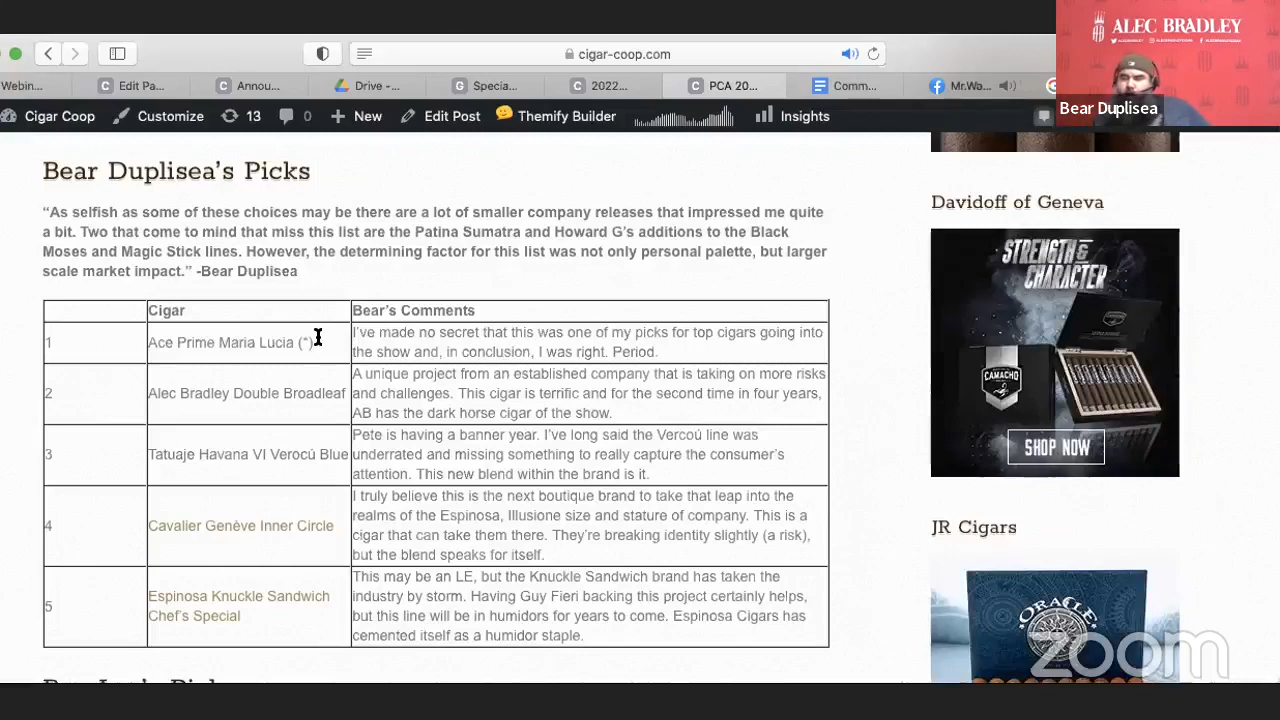 ALEC BRADLEY
Bear Duplisea
cigar-coop.com
Webin...
Edit Pa...
Annou...
Drive -...
Specia...
2022...
PCA 20...
Comm...
Mr.Wa...
Cigar Coop
Customize
13
0
New
Edit Post
Themify Builder
Insights
Bear Duplisea's Picks
“As selfish as some of these choices may be there are a lot of smaller company releases that impressed me quite
a bit. Two that come to mind that miss this list are the Patina Sumatra and Howard G's additions to the Black
Moses and Magic Stick lines. However, the determining factor for this list was not only personal palette, but larger
scale market impact.” -Bear Duplisea
Cigar
Bear's Comments
1
Ace Prime Maria Lucia (*)
I've made no secret that this was one of my picks for top cigars going into
the show and, in conclusion, I was right. Period.
2
Alec Bradley Double Broadleaf
A unique project from an established company that is taking on more risks
and challenges. This cigar is terrific and for the second time in four years,
AB has the dark horse cigar of the show.
3
Tatuaje Havana VI Verocú Blue
Pete is having a banner year. I've long said the Vercoú line was
underrated and missing something to really capture the consumer's
attention. This new blend within the brand is it.
4
Cavalier Genève Inner Circle
I truly believe this is the next boutique brand to take that leap into the
realms of the Espinosa, Illusione size and stature of company. This is a
cigar that can take them there. They're breaking identity slightly (a risk),
but the blend speaks for itself.
5
Espinosa Knuckle Sandwich
Chef's Special
This may be an LE, but the Knuckle Sandwich brand has taken the
industry by storm. Having Guy Fieri backing this project certainly helps,
but this line will be in humidors for years to come. Espinosa Cigars has
cemented itself as a humidor staple.
Davidoff of Geneva
STRENGTH &
CHARACTER
CAMACHO
SHOP NOW
JR Cigars
ORACLE
zoom